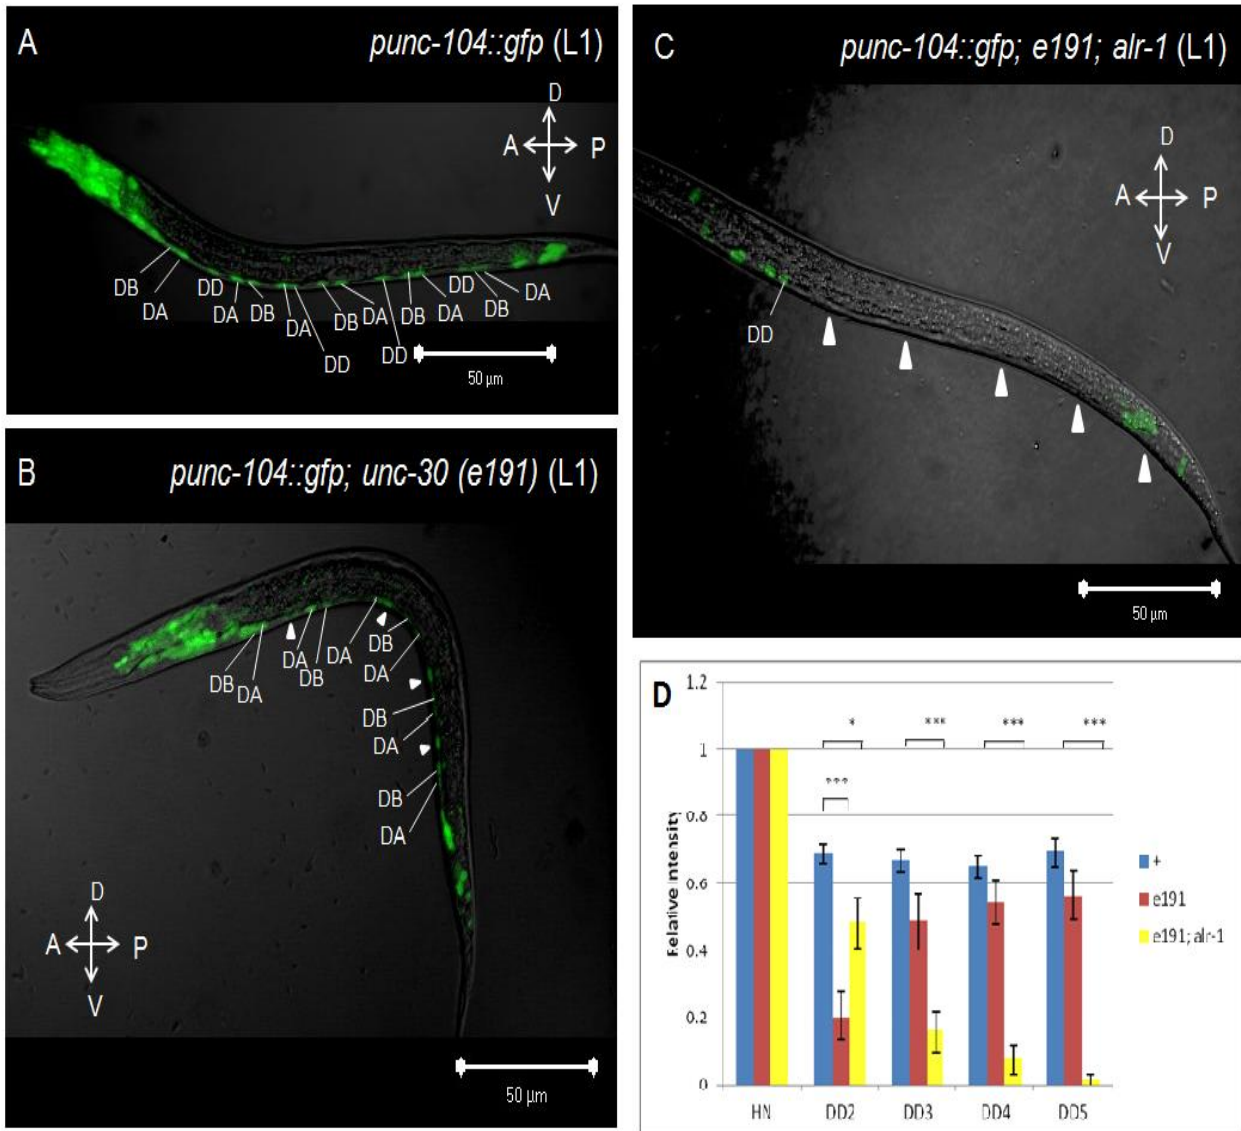 A
punc-104::gfp (L1)
D
A P
V
DB
DA
DD
DA
DB
DA
DD
DB
DA
DD
DB
DA
DD
DB
DA
50 µm
B
punc-104::gfp; unc-30 (e191) (L1)
DB
DA
DA
DB
DA
DB
DA
DB
DA
DB
DA
D
A P
V
50 µm
C
punc-104::gfp; e191; alr-1 (L1)
D
A P
V
DD
50 µm
D
Relative Intensity
1.2
1
0.8
0.6
0.4
0.2
0
* *** *** ***
***
HN DD2 DD3 DD4 DD5
+
e191
e191; alr-1